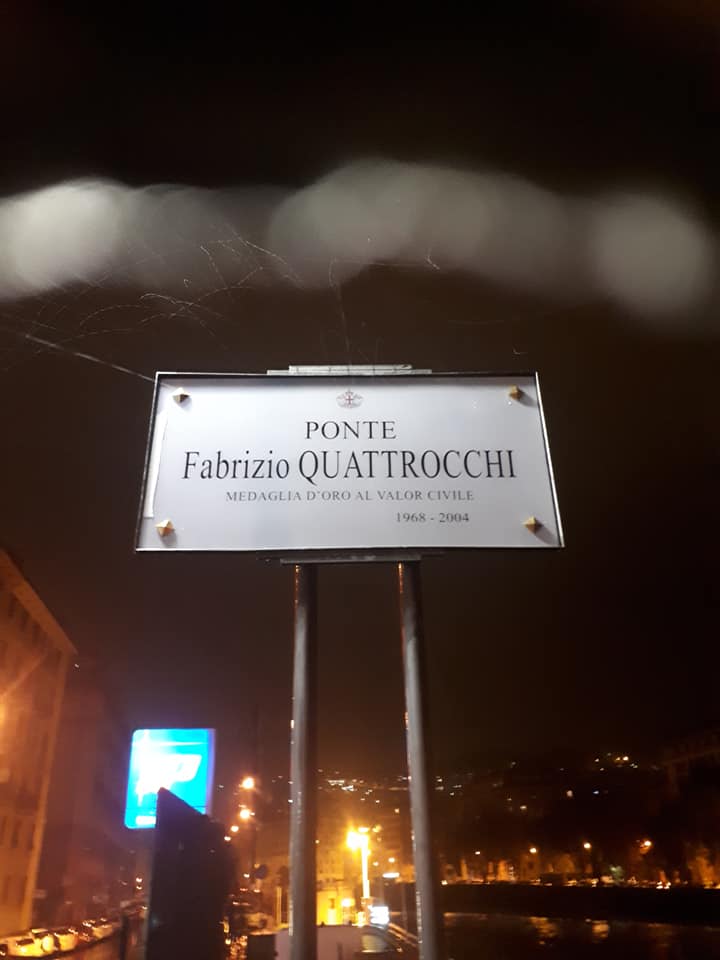 PONTE
Fabrizio QUATTROCCHI
MEDAGLIA D'ORO AL VALOR CIVILE
1968 - 2004